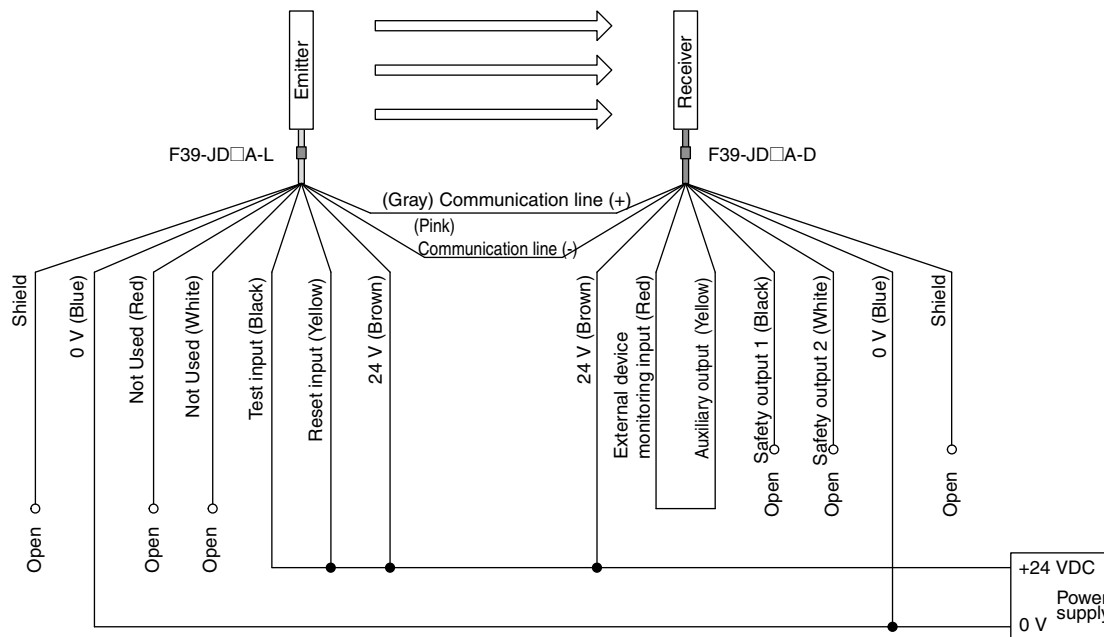 Emitter
Receiver
F39-JD□A-L
F39-JD□A-D
(Gray) Communication line (+)
(Pink)
Communication line (-)
Shield
0 V (Blue)
Not Used (Red)
Not Used (White)
Test input (Black)
Reset input (Yellow)
24 V (Brown)
24 V (Brown)
External device
monitoring input (Red)
Auxiliary output (Yellow)
Safety output 1 (Black)
Safety output 2 (White)
0 V (Blue)
Shield
Open
Open
Open
Open
Open
Open
+24 VDC
Power
supply
0 V